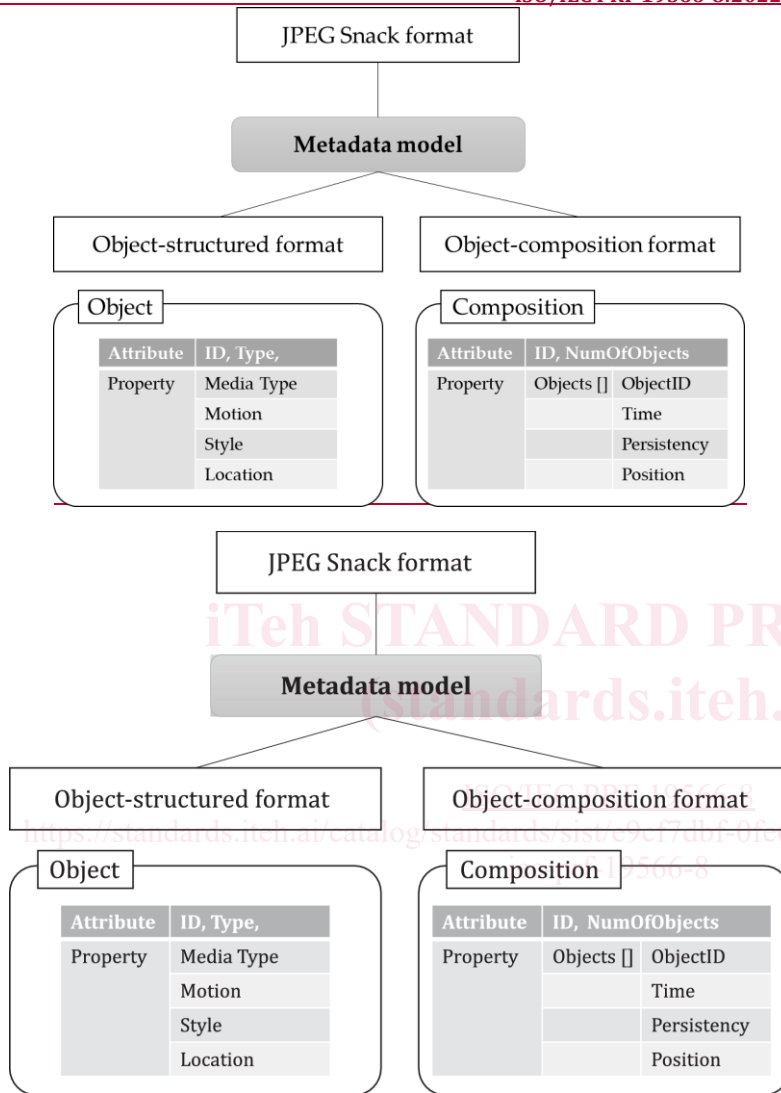 ISO/IEC PRF 19566-8:2022
JPEG Snack format
Metadata model
Object-structured format Object-composition format
Object Composition
Attribute ID, Type, Attribute ID, NumOfObjects
Property Media Type Property Objects [] ObjectID
Motion Time
Style Persistency
Location Position
JPEG Snack format
iTeh STANDARD PR
Metadata model
(standards.iteh.
Object-structured format Object-composition format
ISO/IEC PRF 19566-8
https://standards.iteh.ai/catalog/standards/sist/
Object Composition
19566-8
Attribute ID, Type, Attribute ID, NumOfObjects
Property Media Type Property Objects [] ObjectID
Motion Time
Style Persistency
Location Position